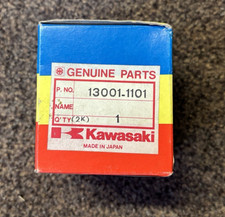 GENUINE PARTS
P. NO. 13001-1101
NAME
Q'TY (2K) 1
Kawasaki
MADE IN JAPAN